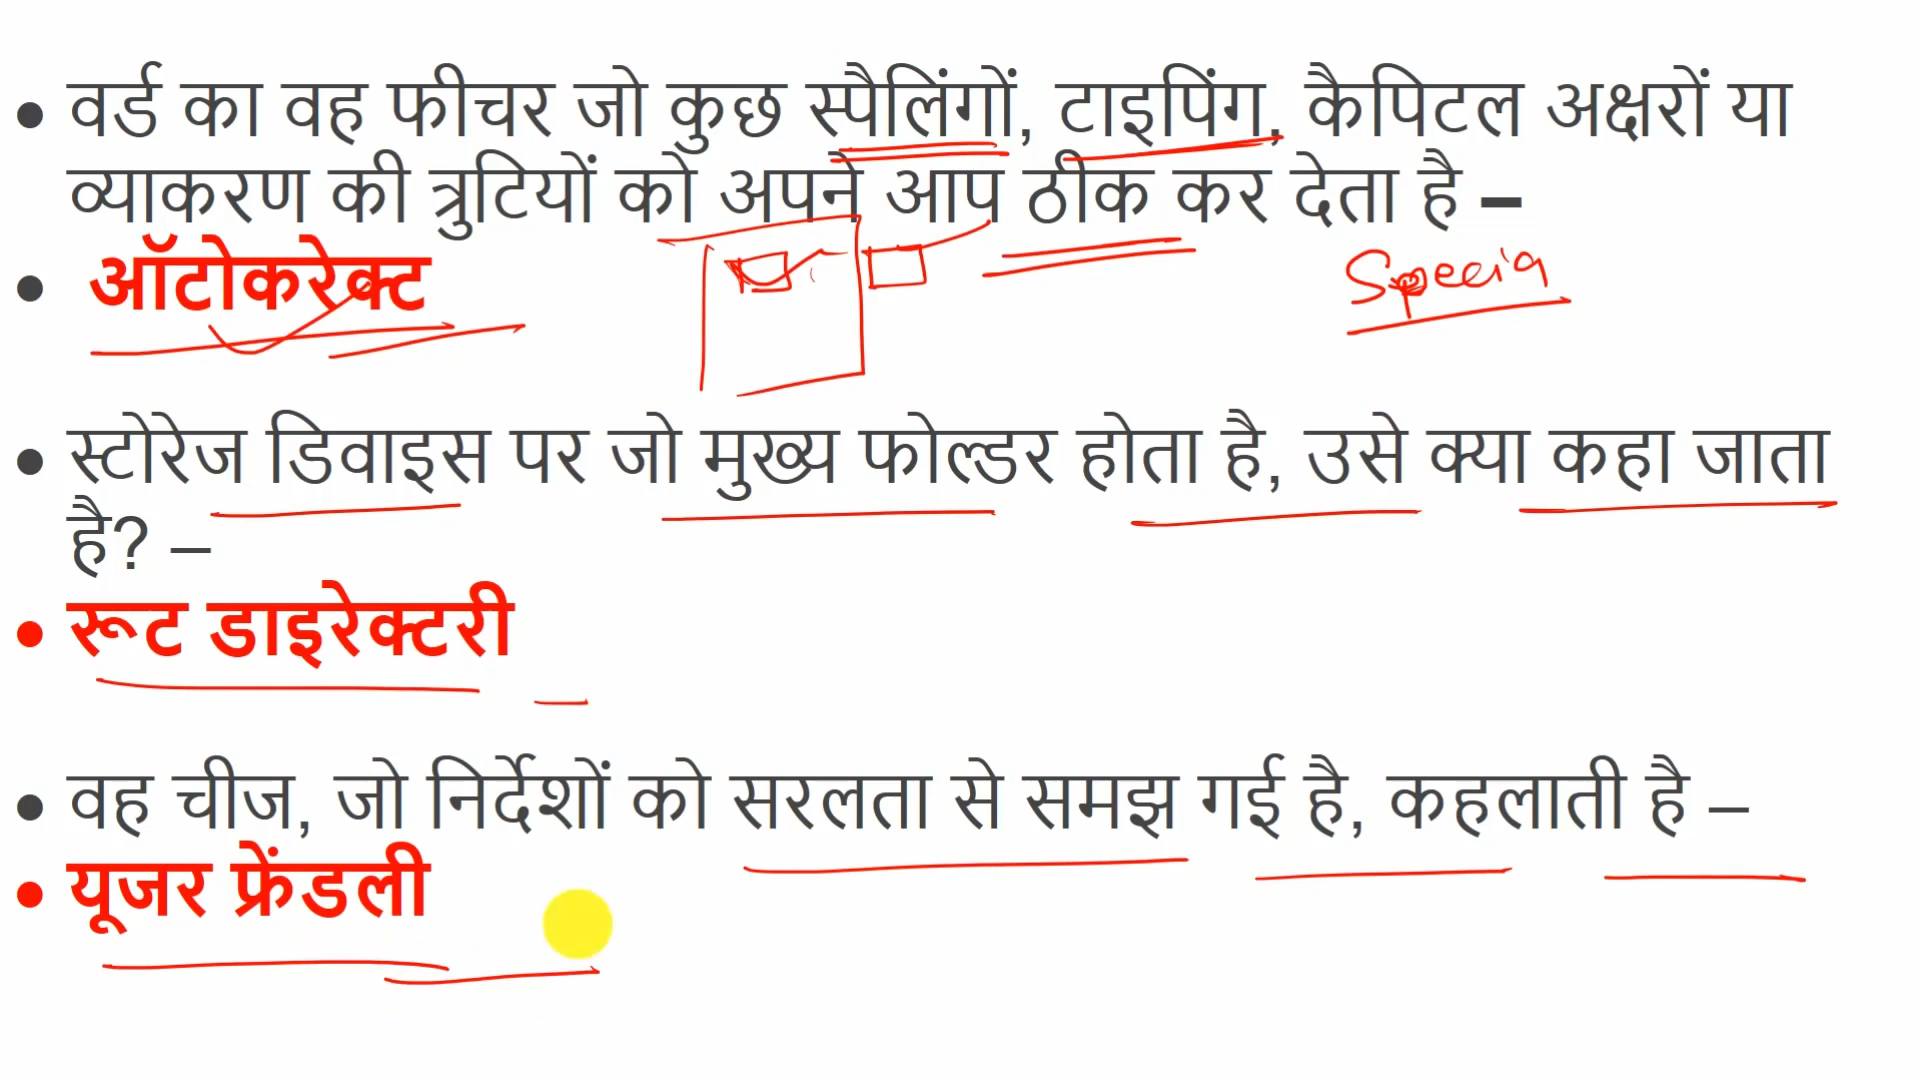 • वर्ड का वह फीचर जो कुछ स्पैलिंगों, टाइपिंग, कैपिटल अक्षरों या
व्याकरण की त्रुटियों को अपने आप ठीक कर देता है –
• ऑटोकरेक्ट
• स्टोरेज डिवाइस पर जो मुख्य फोल्डर होता है, उसे क्या कहा जाता
है? –
• रूट डाइरेक्टरी
• वह चीज, जो निर्देशों को सरलता से समझ गई है, कहलाती है –
• यूजर फ्रेंडली